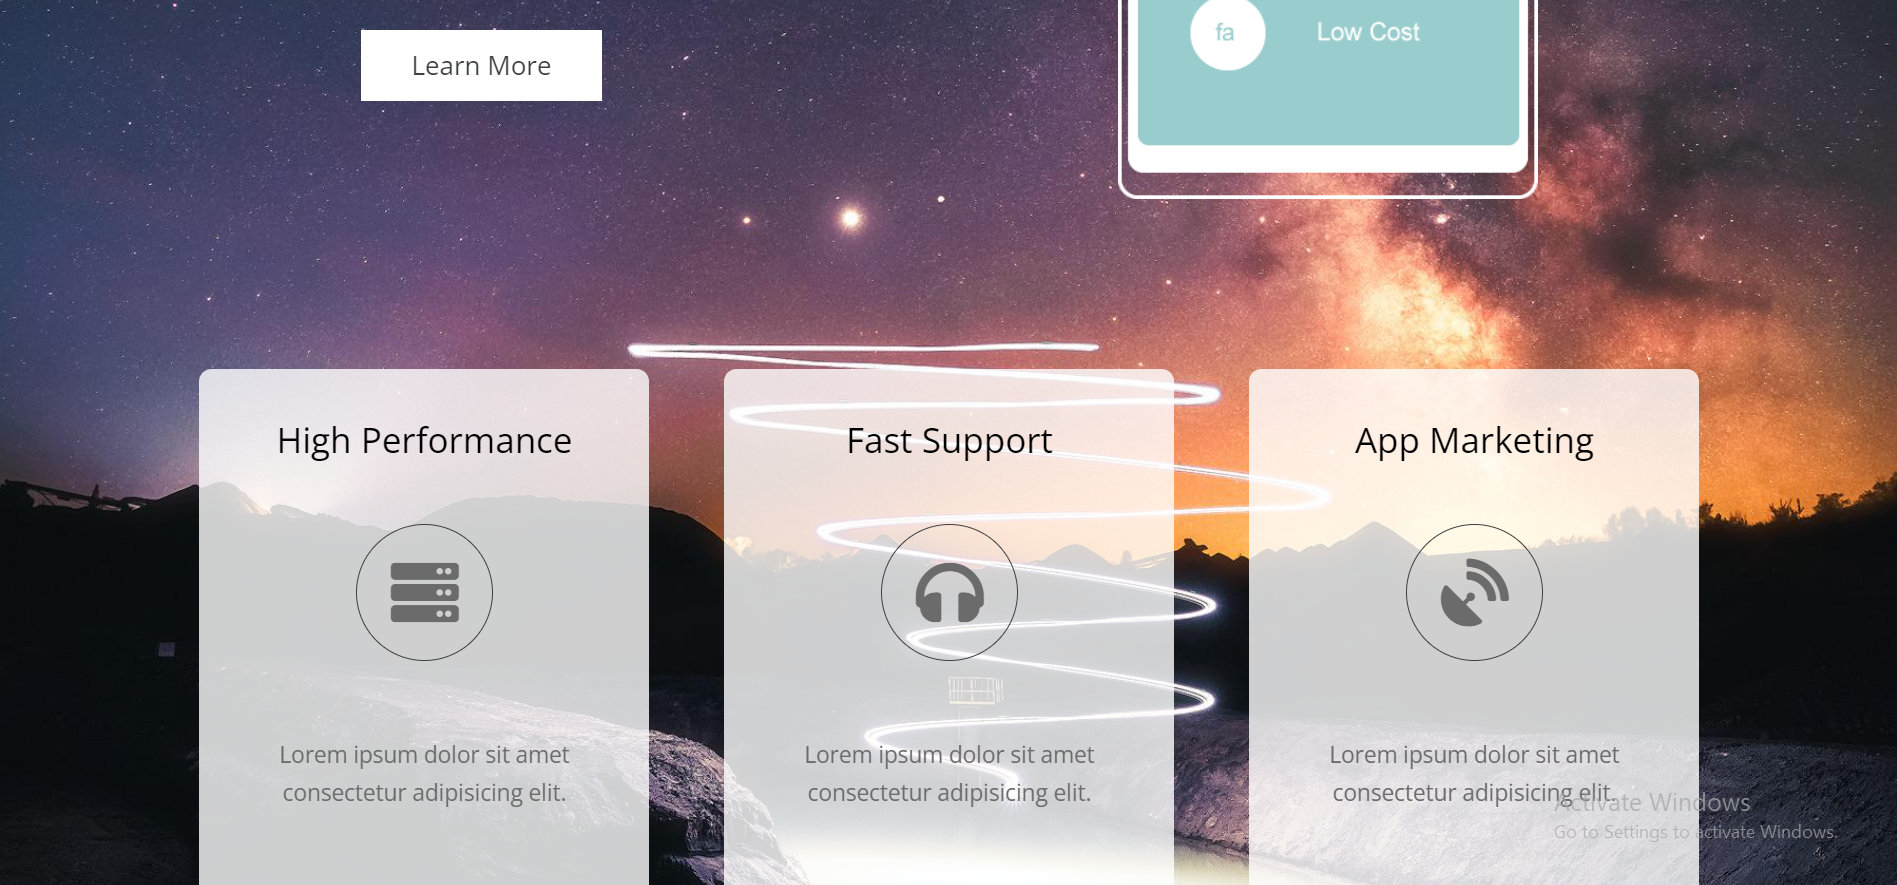 Learn More
fa
Low Cost
High Performance
Fast Support
App Marketing
Lorem ipsum dolor sit amet
consectetur adipisicing elit.
Lorem ipsum dolor sit amet
consectetur adipisicing elit.
Lorem ipsum dolor sit amet
consectetur adipisicing elit.
Activate Windows
Go to Settings to activate Windows.